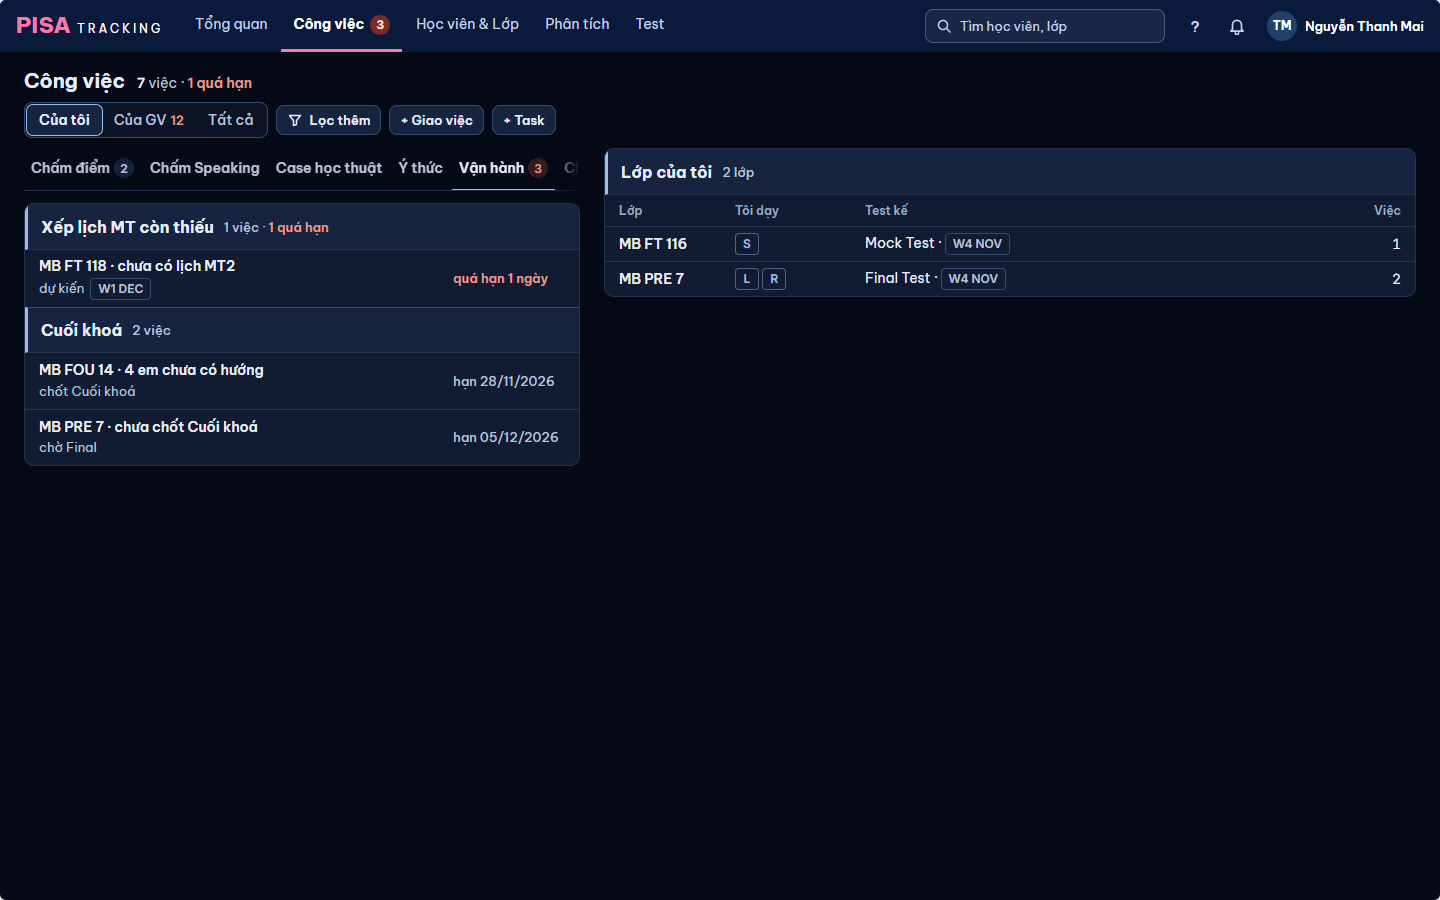 PISA TRACKING Tổng quan Công việc 3 Học viên & Lớp Phân tích Test Tìm học viên, lớp ? TM Nguyễn Thanh Mai
Công việc 7 việc · 1 quá hạn
Của tôi Của GV 12 Tất cả Lọc thêm + Giao việc + Task
Chấm điểm 2 Chấm Speaking Case học thuật Ý thức Vận hành 3
Xếp lịch MT còn thiếu 1 việc · 1 quá hạn
MB FT 118 · chưa có lịch MT2
dự kiến W1 DEC
quá hạn 1 ngày
Cuối khoá 2 việc
MB FOU 14 · 4 em chưa có hướng
chốt Cuối khoá
hạn 28/11/2026
MB PRE 7 · chưa chốt Cuối khoá
chờ Final
hạn 05/12/2026
Lớp của tôi 2 lớp
Lớp Tôi dạy Test kế Việc
MB FT 116 S Mock Test · W4 NOV 1
MB PRE 7 L R Final Test · W4 NOV 2